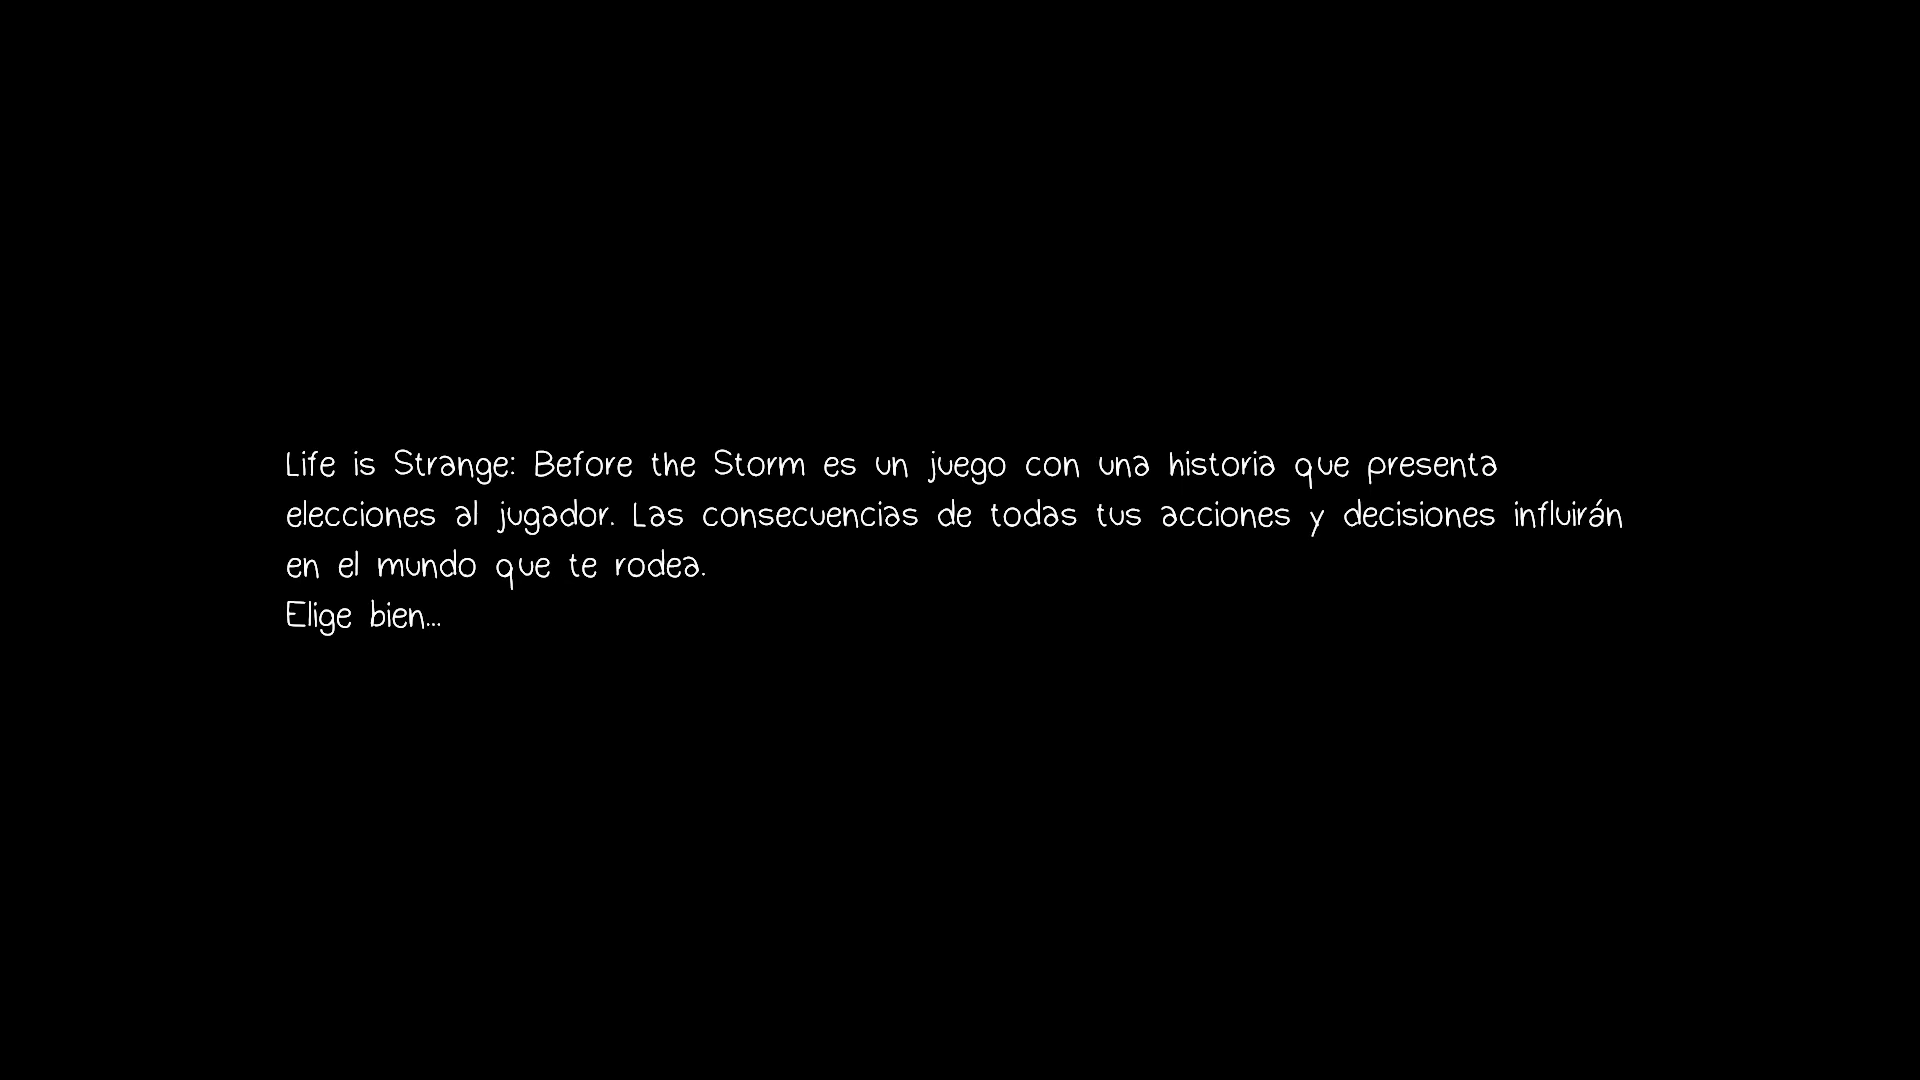 Life is Strange: Before the Storm es un juego con una historia que presenta
elecciones al jugador. Las consecuencias de todas tus acciones y decisiones influirán
en el mundo que te rodea.
Elige bien...